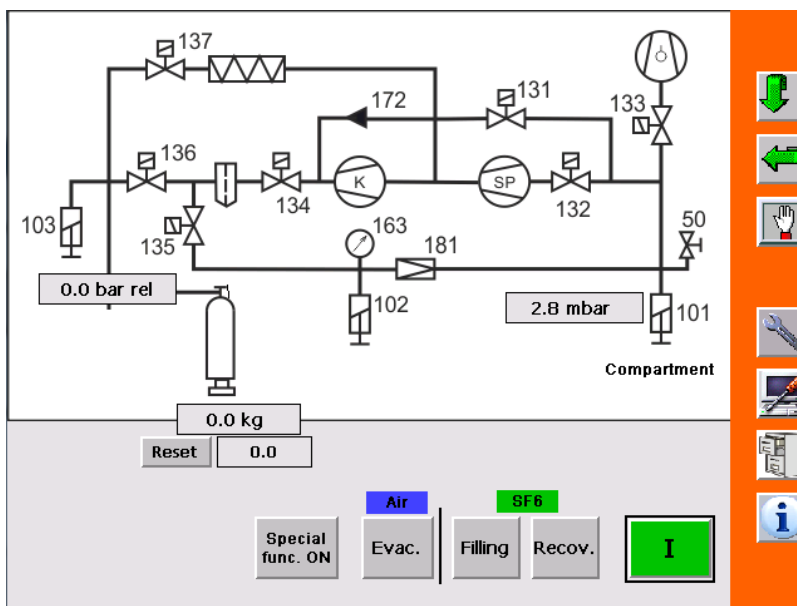 137
172
131
133
136
K
SP
134
132
103
135
163
181
50
0.0 bar rel
102
2.8 mbar
101
Compartment
0.0 kg
Reset
0.0
Air
SF6
Special
func. ON
Evac.
Filling
Recov.
I
i